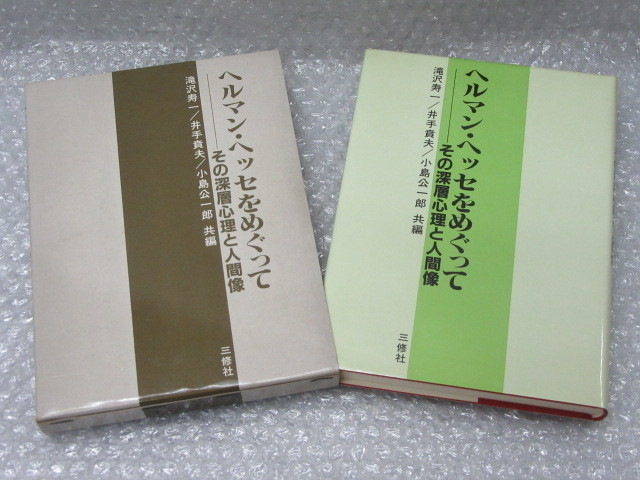 ヘルマン・ヘッセをめぐって
——その深層心理と人間像
滝沢寿一/井手賁夫/小島公一郎 共編
三修社
ヘルマン・ヘッセをめぐって
——その深層心理と人間像
滝沢寿一/井手賁夫/小島公一郎 共編
三修社